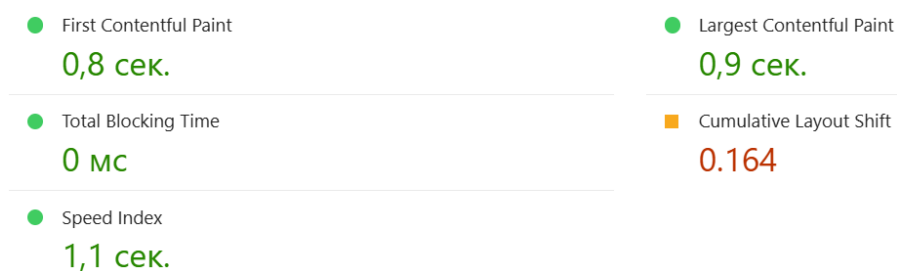 First Contentful Paint
0,8 сек.
Largest Contentful Paint
0,9 сек.
Total Blocking Time
0 мс
Cumulative Layout Shift
0.164
Speed Index
1,1 сек.